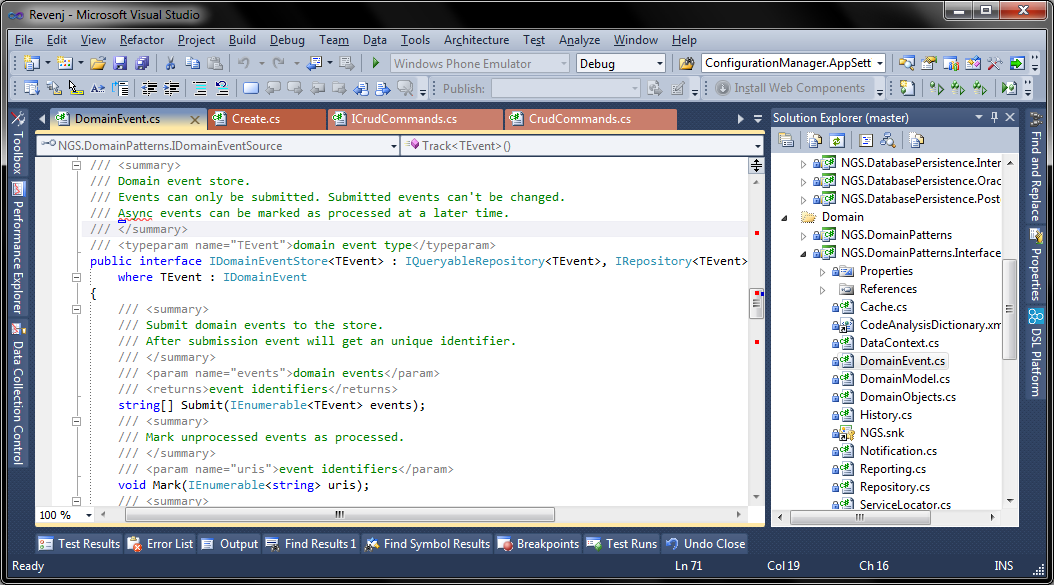 Revenj - Microsoft Visual Studio
File Edit View Refactor Project Build Debug Team Data Tools Architecture Test Analyze Window Help
Windows Phone Emulator Debug ConfigurationManager.AppSett
Publish: Install Web Components
DomainEvent.cs Create.cs ICrudCommands.cs CrudCommands.cs
NGS.DomainPatterns.IDomainEventSource Track<TEvent>()
/// <summary>
/// Domain event store.
/// Events can only be submitted. Submitted events can't be changed.
/// Async events can be marked as processed at a later time.
/// </summary>
/// <typeparam name="TEvent">domain event type</typeparam>
public interface IDomainEventStore<TEvent> : IQueryableRepository<TEvent>, IRepository<TEvent>
where TEvent : IDomainEvent
{
/// <summary>
/// Submit domain events to the store.
/// After submission event will get an unique identifier.
/// </summary>
/// <param name="events">domain events</param>
/// <returns>event identifiers</returns>
string[] Submit(IEnumerable<TEvent> events);
/// <summary>
/// Mark unprocessed events as processed.
/// </summary>
/// <param name="uris">event identifiers</param>
void Mark(IEnumerable<string> uris);
/// <summary>
100 %
Toolbox
Performance Explorer
Data Collection Control
Solution Explorer (master)
NGS.DatabasePersistence.Inter
NGS.DatabasePersistence.Orac
NGS.DatabasePersistence.Post
Domain
NGS.DomainPatterns
NGS.DomainPatterns.Interface
Properties
References
Cache.cs
CodeAnalysisDictionary.xm
DataContext.cs
DomainEvent.cs
DomainModel.cs
DomainObjects.cs
History.cs
NGS.snk
Notification.cs
Reporting.cs
Repository.cs
ServiceLocator.cs
Find and Replace
Properties
DSL Platform
Test Results Error List Output Find Results 1 Find Symbol Results Breakpoints Test Runs Undo Close
Ready Ln 71 Col 19 Ch 16 INS